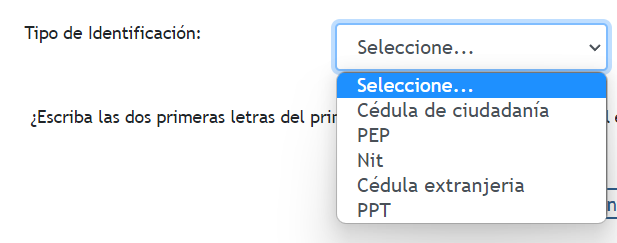 Tipo de Identificación:
Seleccione...
Seleccione...
Cédula de ciudadanía
¿Escriba las dos primeras letras del
PEP
Nit
Cédula extranjeria
PPT